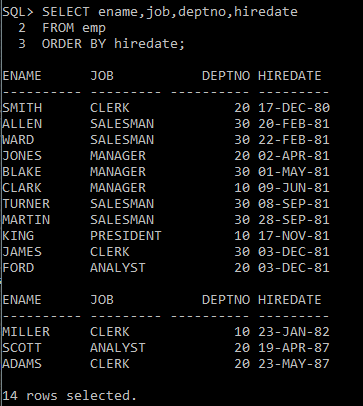 SQL> SELECT ename,job,deptno,hiredate
  2  FROM emp
  3  ORDER BY hiredate;
ENAME      JOB           DEPTNO HIREDATE
---------- --------- ---------- ---------
SMITH      CLERK             20 17-DEC-80
ALLEN      SALESMAN          30 20-FEB-81
WARD       SALESMAN          30 22-FEB-81
JONES      MANAGER           20 02-APR-81
BLAKE      MANAGER           30 01-MAY-81
CLARK      MANAGER           10 09-JUN-81
TURNER     SALESMAN          30 08-SEP-81
MARTIN     SALESMAN          30 28-SEP-81
KING       PRESIDENT         10 17-NOV-81
JAMES      CLERK             30 03-DEC-81
FORD       ANALYST           20 03-DEC-81
ENAME      JOB           DEPTNO HIREDATE
---------- --------- ---------- ---------
MILLER     CLERK             10 23-JAN-82
SCOTT      ANALYST           20 19-APR-87
ADAMS      CLERK             20 23-MAY-87
14 rows selected.